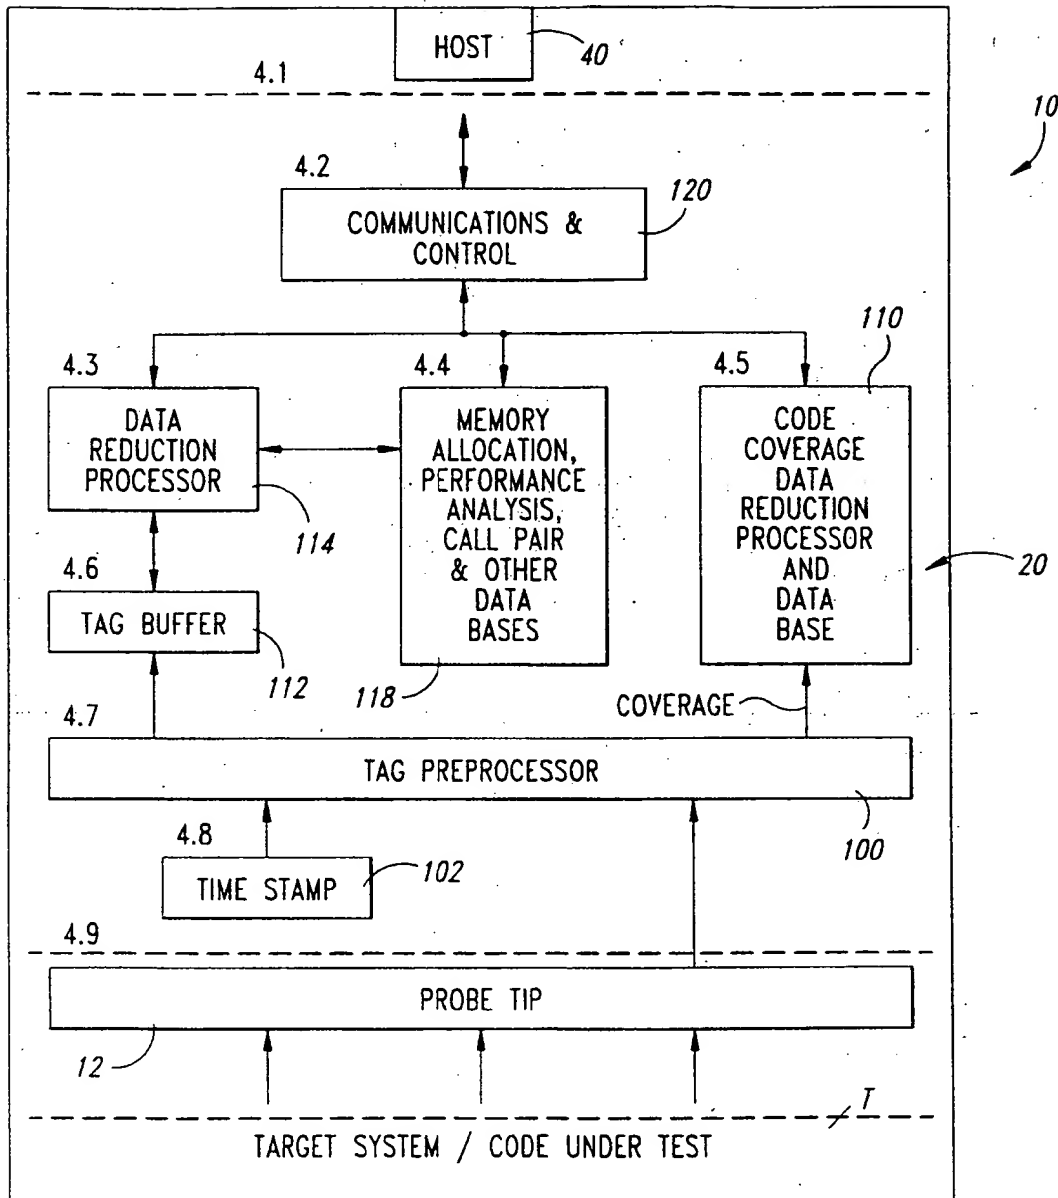 HOST
40
4.1
10
4.2
120
COMMUNICATIONS &
CONTROL
110
4.3
4.4
4.5
DATA
REDUCTION
PROCESSOR
114
MEMORY
ALLOCATION,
PERFORMANCE
ANALYSIS,
CALL PAIR
& OTHER
DATA
BASES
118
CODE
COVERAGE
DATA
REDUCTION
PROCESSOR
AND
DATA
BASE
20
4.6
TAG BUFFER
112
COVERAGE
4.7
TAG PREPROCESSOR
100
4.8
TIME STAMP
102
4.9
PROBE TIP
12
T
TARGET SYSTEM / CODE UNDER TEST